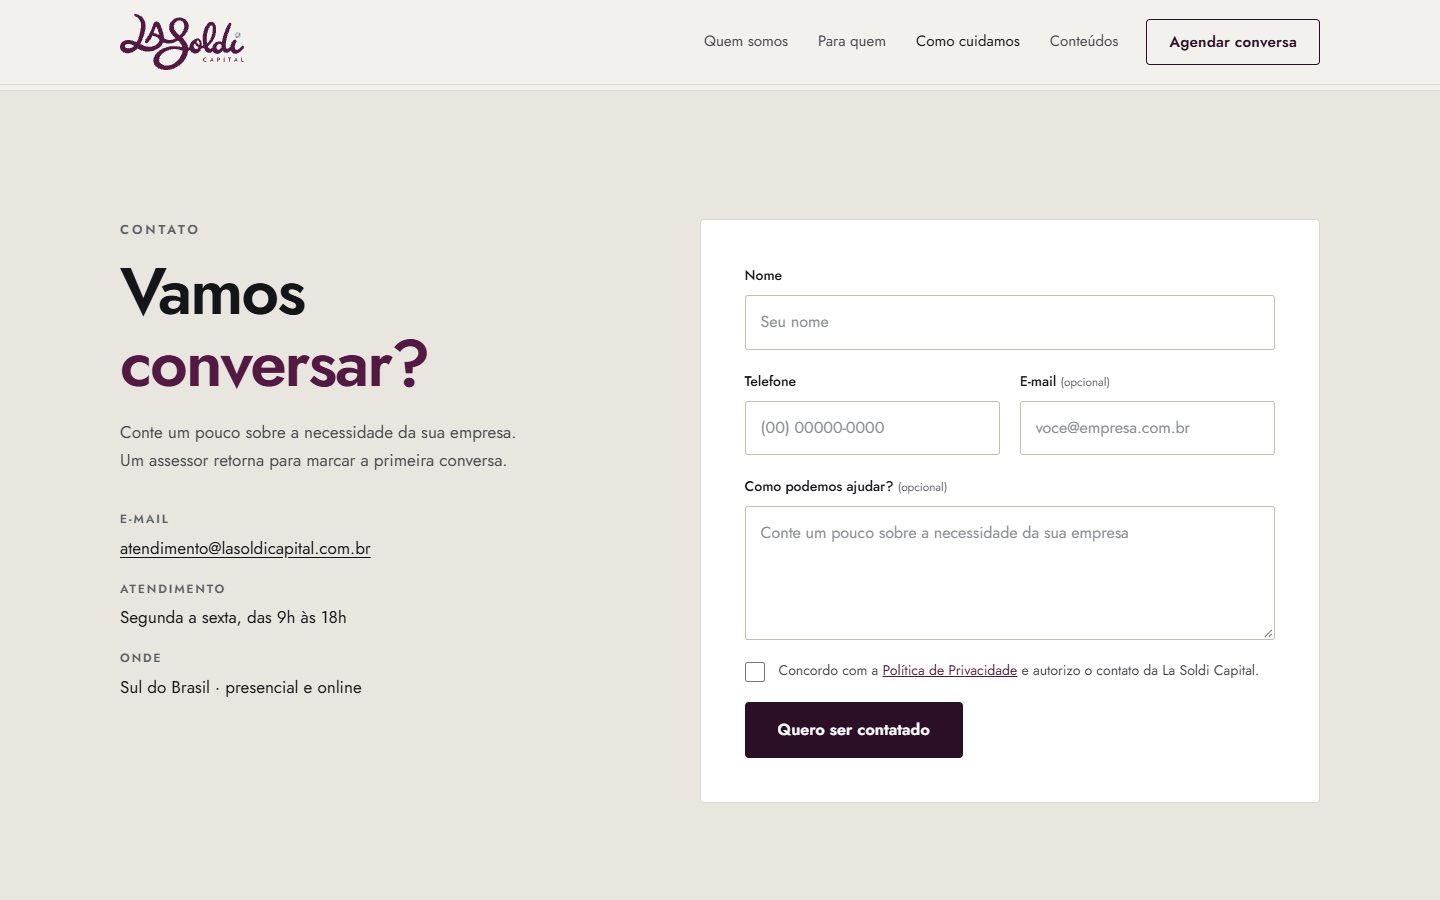 LA Soldi
CAPITAL
Quem somos
Para quem
Como cuidamos
Conteúdos
Agendar conversa
CONTATO
Vamos
conversar?
Conte um pouco sobre a necessidade da sua empresa.
Um assessor retorna para marcar a primeira conversa.
E-MAIL
atendimento@lasoldicapital.com.br
ATENDIMENTO
Segunda a sexta, das 9h às 18h
ONDE
Sul do Brasil · presencial e online
Nome
Seu nome
Telefone
(00) 00000-0000
E-mail (opcional)
voce@empresa.com.br
Como podemos ajudar? (opcional)
Conte um pouco sobre a necessidade da sua empresa
Concordo com a Política de Privacidade e autorizo o contato da La Soldi Capital.
Quero ser contatado